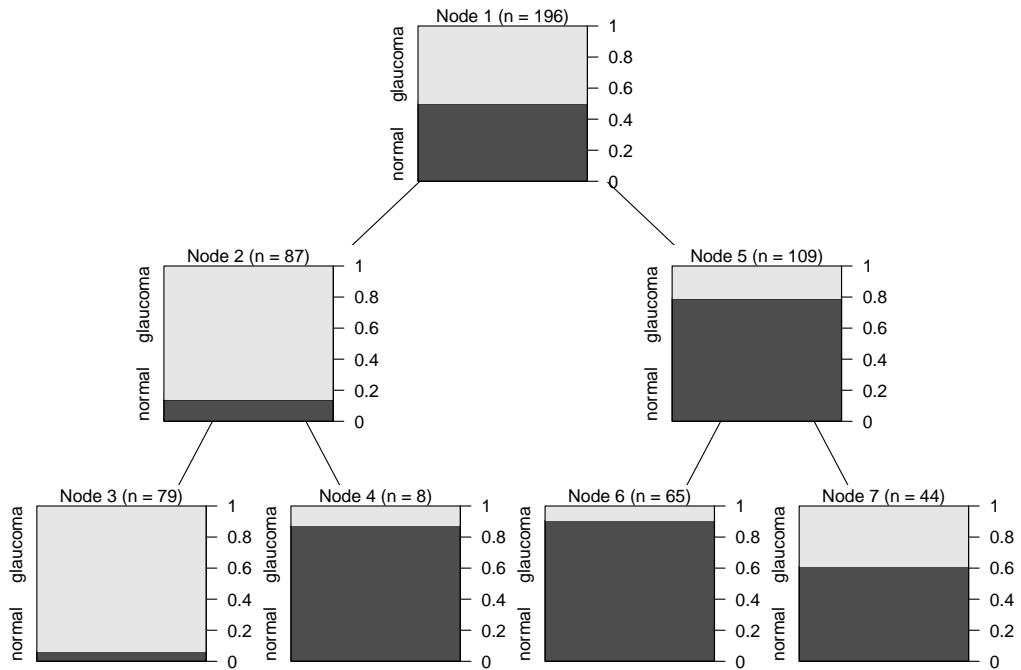 Node 1 (n = 196)
glaucoma
normal
1
0.8
0.6
0.4
0.2
0
Node 2 (n = 87)
glaucoma
normal
1
0.8
0.6
0.4
0.2
0
Node 5 (n = 109)
glaucoma
normal
1
0.8
0.6
0.4
0.2
0
Node 3 (n = 79)
glaucoma
normal
1
0.8
0.6
0.4
0.2
0
Node 4 (n = 8)
glaucoma
normal
1
0.8
0.6
0.4
0.2
0
Node 6 (n = 65)
glaucoma
normal
1
0.8
0.6
0.4
0.2
0
Node 7 (n = 44)
glaucoma
normal
1
0.8
0.6
0.4
0.2
0